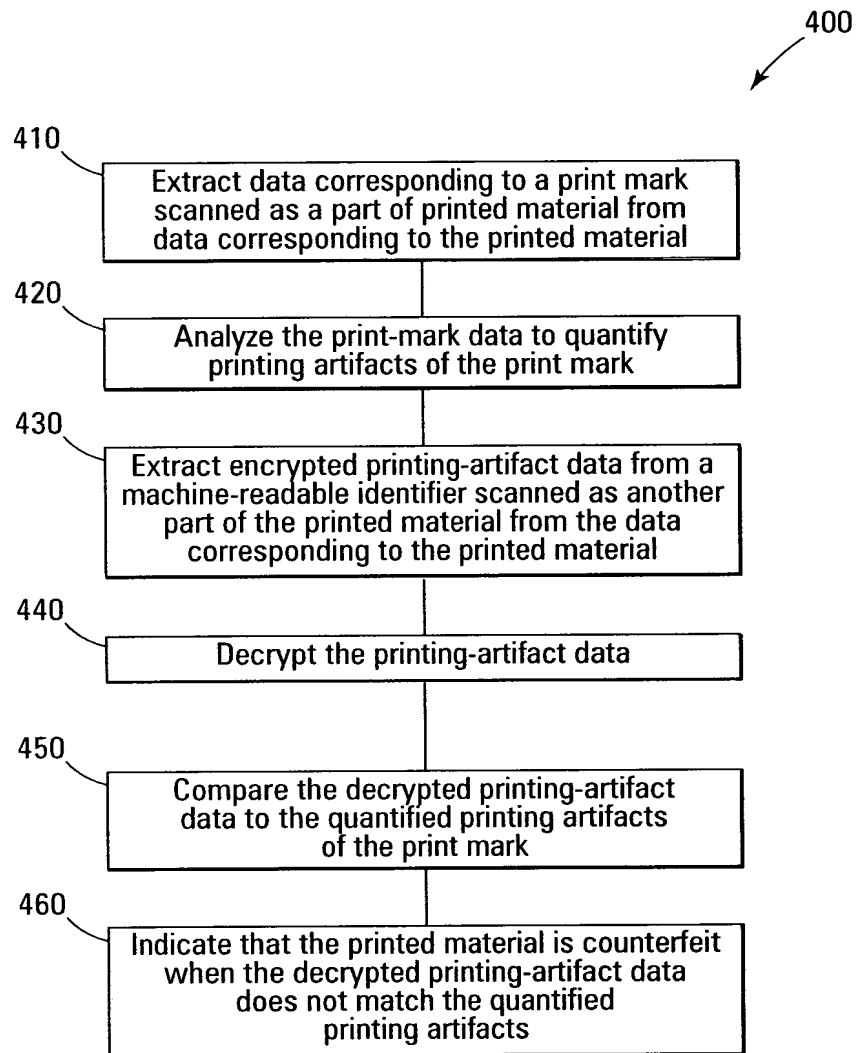 400
410
Extract data corresponding to a print mark
scanned as a part of printed material from
data corresponding to the printed material
420
Analyze the print-mark data to quantify
printing artifacts of the print mark
430
Extract encrypted printing-artifact data from a
machine-readable identifier scanned as another
part of the printed material from the data
corresponding to the printed material
440
Decrypt the printing-artifact data
450
Compare the decrypted printing-artifact
data to the quantified printing artifacts
of the print mark
460
Indicate that the printed material is counterfeit
when the decrypted printing-artifact data
does not match the quantified
printing artifacts